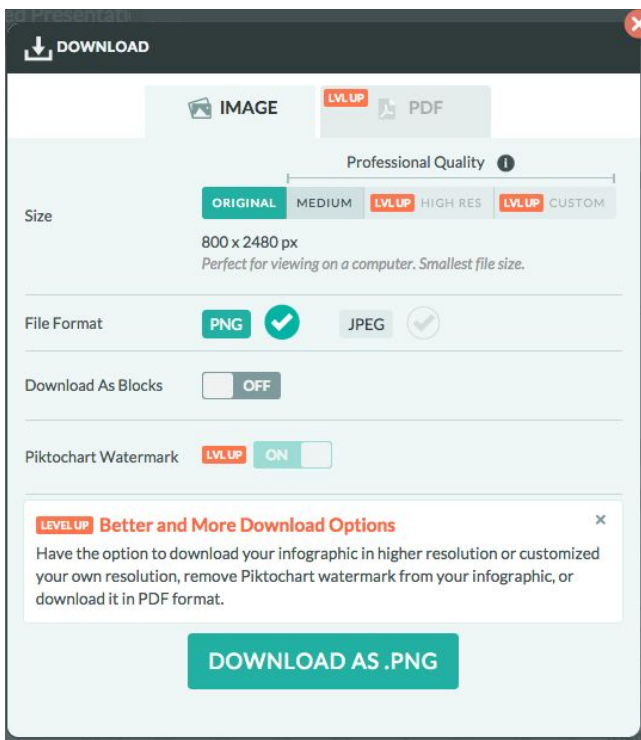 ed Presentati
DOWNLOAD
IMAGE
LVL UP PDF
Professional Quality i
Size
ORIGINAL MEDIUM LVL UP HIGH RES LVL UP CUSTOM
800 x 2480 px
Perfect for viewing on a computer. Smallest file size.
File Format PNG JPEG
Download As Blocks OFF
Piktochart Watermark LVL UP ON
LEVEL UP Better and More Download Options
Have the option to download your infographic in higher resolution or customized
your own resolution, remove Piktochart watermark from your infographic, or
download it in PDF format.
DOWNLOAD AS .PNG